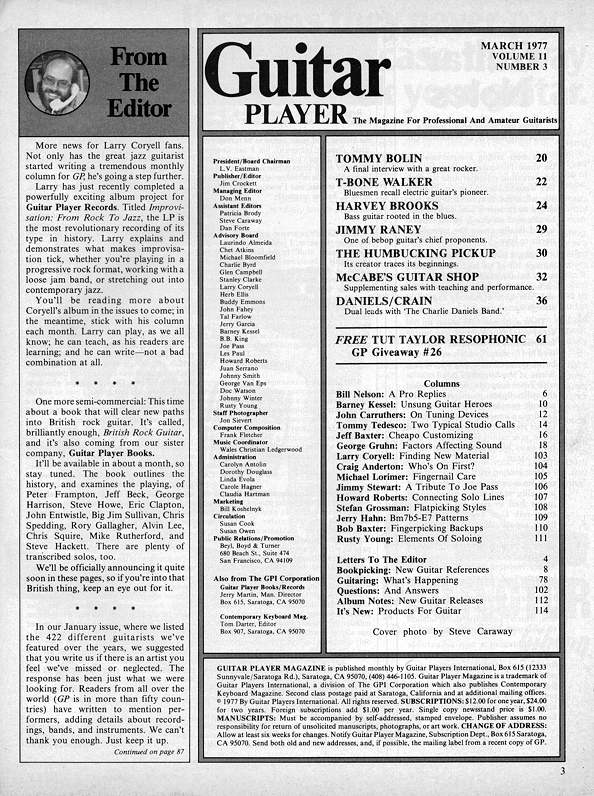 From
The
Editor
More news for Larry Coryell fans.
Not only has the great jazz guitarist
started writing a tremendous monthly
column for GP, he's going a step further.
Larry has just recently completed a
powerfully exciting album project for
Guitar Player Records. Titled Improvi-
sation: From Rock To Jazz, the LP is
the most revolutionary recording of its
type in history. Larry explains and
demonstrates what makes improvisa-
tion tick, whether you're playing in a
progressive rock format, working with a
loose jam band, or stretching out into
contemporary jazz.
You'll be reading more about
Coryell's album in the issues to come; in
the meantime, stick with his column
each month. Larry can play, as we all
know; he can teach, as his readers are
learning; and he can write—not a bad
combination at all.
* * * *
One more semi-commercial: This time
about a book that will clear new paths
into British rock guitar. It's called,
brilliantly enough, British Rock Guitar,
and it's also coming from our sister
company, Guitar Player Books.
It'll be available in about a month, so
stay tuned. The book outlines the
history, and examines the playing, of
Peter Frampton, Jeff Beck, George
Harrison, Steve Howe, Eric Clapton,
John Entwistle, Big Jim Sullivan, Chris
Spedding, Rory Gallagher, Alvin Lee,
Chris Squire, Mike Rutherford, and
Steve Hackett. There are plenty of
transcribed solos, too.
We'll be officially announcing it quite
soon in these pages, so if you're into that
British thing, keep an eye out for it.
* * * *
In our January issue, where we listed
the 422 different guitarists we've
featured over the years, we suggested
that you write us if there is an artist you
feel we've missed or neglected. The
response has been just what we were
looking for. Readers from all over the
world (GP is in more than fifty coun-
tries) have written to mention per-
formers, adding details about record-
ings, bands, and instruments. We can't
thank you enough. Just keep it up.
Continued on page 87
Guitar
PLAYER
MARCH 1977
VOLUME 11
NUMBER 3
The Magazine For Professional And Amateur Guitarists
President/Board Chairman
L.V. Eastman
Publisher/Editor
Jim Crockett
Managing Editor
Don Menn
Assistant Editors
Patricia Brody
Steve Caraway
Dan Forte
Advisory Board
Laurindo Almeida
Chet Atkins
Michael Bloomfield
Charlie Byrd
Glen Campbell
Stanley Clarke
Larry Coryell
Herb Ellis
Buddy Emmons
John Fahey
Tal Farlow
Jerry Garcia
Barney Kessel
B.B. King
Joe Pass
Les Paul
Howard Roberts
Juan Serrano
Johnny Smith
George Van Eps
Doc Watson
Johnny Winter
Rusty Young
Staff Photographer
Jon Sievert
Computer Composition
Frank Fletcher
Music Coordinator
Wales Christian Ledgerwood
Administration
Carolyn Antolin
Dorothy Douglass
Linda Evola
Carole Hagner
Claudia Hartman
Marketing
Bill Koshelnyk
Circulation
Susan Cook
Susan Owen
Public Relations/Promotion
Beyl, Boyd & Turner
680 Beach St., Suite 474
San Francisco, CA 94109
Also from The GPI Corporation
Guitar Player Books/Records
Jerry Martin, Man. Director
Box 615, Saratoga, CA 95070
Contemporary Keyboard Mag.
Tom Darter, Editor
Box 907, Saratoga, CA 95070
TOMMY BOLIN 20
A final interview with a great rocker.
T-BONE WALKER 22
Bluesmen recall electric guitar's pioneer.
HARVEY BROOKS 24
Bass guitar rooted in the blues.
JIMMY RANEY 29
One of bebop guitar's chief proponents.
THE HUMBUCKING PICKUP 30
Its creator traces its beginnings.
McCABE'S GUITAR SHOP 32
Supplementing sales with teaching and performance.
DANIELS/CRAIN 36
Dual leads with 'The Charlie Daniels Band.'
FREE TUT TAYLOR RESOPHONIC 61
GP Giveaway #26
Columns
Bill Nelson: A Pro Replies 6
Barney Kessel: Unsung Guitar Heroes 10
John Carruthers: On Tuning Devices 12
Tommy Tedesco: Two Typical Studio Calls 14
Jeff Baxter: Cheapo Customizing 16
George Gruhn: Factors Affecting Sound 18
Larry Coryell: Finding New Material 103
Craig Anderton: Who's On First? 104
Michael Lorimer: Fingernail Care 105
Jimmy Stewart: A Tribute To Joe Pass 106
Howard Roberts: Connecting Solo Lines 107
Stefan Grossman: Flatpicking Styles 108
Jerry Hahn: Bm7b5-E7 Patterns 109
Bob Baxter: Fingerpicking Backups 110
Rusty Young: Elements Of Soloing 111
Letters To The Editor 4
Bookpicking: New Guitar References 8
Guitaring: What's Happening 78
Questions: And Answers 102
Album Notes: New Guitar Releases 112
It's New: Products For Guitar 114
Cover photo by Steve Caraway
GUITAR PLAYER MAGAZINE is published monthly by Guitar Players International, Box 615 (12333
Sunnyvale/Saratoga Rd.), Saratoga, CA 95070, (408) 446-1105. Guitar Player Magazine is a trademark of
Guitar Players International, a division of The GPI Corporation which also publishes Contemporary
Keyboard Magazine. Second class postage paid at Saratoga, California and at additional mailing offices.
© 1977 By Guitar Players International. All rights reserved. SUBSCRIPTIONS: $12.00 for one year, $24.00
for two years. Foreign subscriptions add $1.00 per year. Single copy newsstand price is $1.00.
MANUSCRIPTS: Must be accompanied by self-addressed, stamped envelope. Publisher assumes no
responsibility for return of unsolicited manuscripts, photographs, or art work. CHANGE OF ADDRESS:
Allow at least six weeks for changes. Notify Guitar Player Magazine, Subscription Dept., Box 615 Saratoga,
CA 95070. Send both old and new addresses, and, if possible, the mailing label from a recent copy of GP.
3